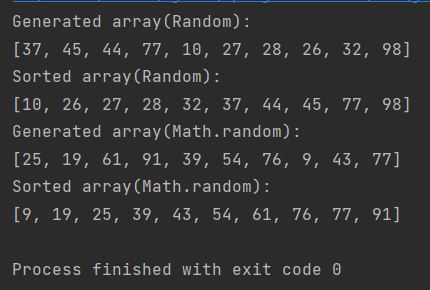 Generated array(Random):
[37, 45, 44, 77, 10, 27, 28, 26, 32, 98]
Sorted array(Random):
[10, 26, 27, 28, 32, 37, 44, 45, 77, 98]
Generated array(Math.random):
[25, 19, 61, 91, 39, 54, 76, 9, 43, 77]
Sorted array(Math.random):
[9, 19, 25, 39, 43, 54, 61, 76, 77, 91]
Process finished with exit code 0